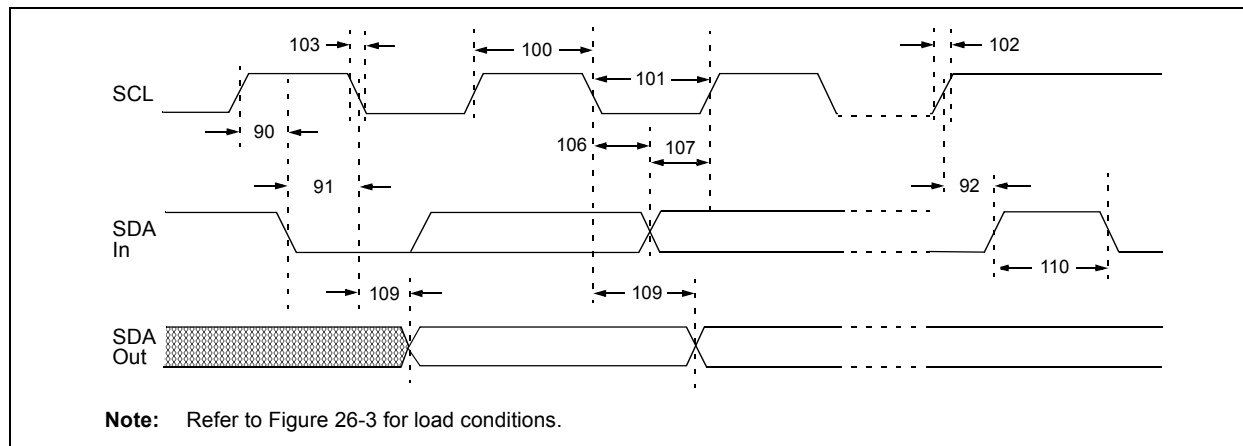 103
100
102
101
SCL
90
106
107
91
92
SDA
In
110
109
109
SDA
Out
Note: Refer to Figure 26-3 for load conditions.